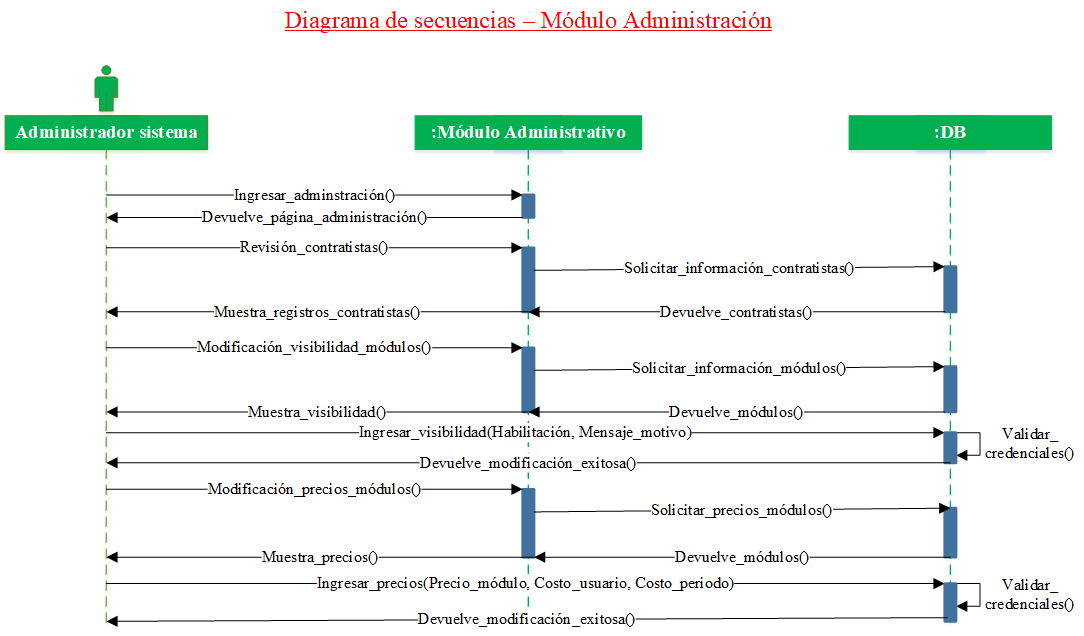 Diagrama de secuencias – Módulo Administración
Administrador sistema
:Módulo Administrativo
:DB
Ingresar_adminstración()
Devuelve_página_administración()
Revisión_contratistas()
Solicitar_información_contratistas()
Muestra_registros_contratistas()
Devuelve_contratistas()
Modificación_visibilidad_módulos()
Solicitar_información_módulos()
Muestra_visibilidad()
Devuelve_módulos()
Ingresar_visibilidad(Habilitación, Mensaje_motivo)
Validar_
credenciales()
Devuelve_modificación_exitosa()
Modificación_precios_módulos()
Solicitar_precios_módulos()
Muestra_precios()
Devuelve_módulos()
Ingresar_precios(Precio_módulo, Costo_usuario, Costo_periodo)
Validar_
credenciales()
Devuelve_modificación_exitosa()